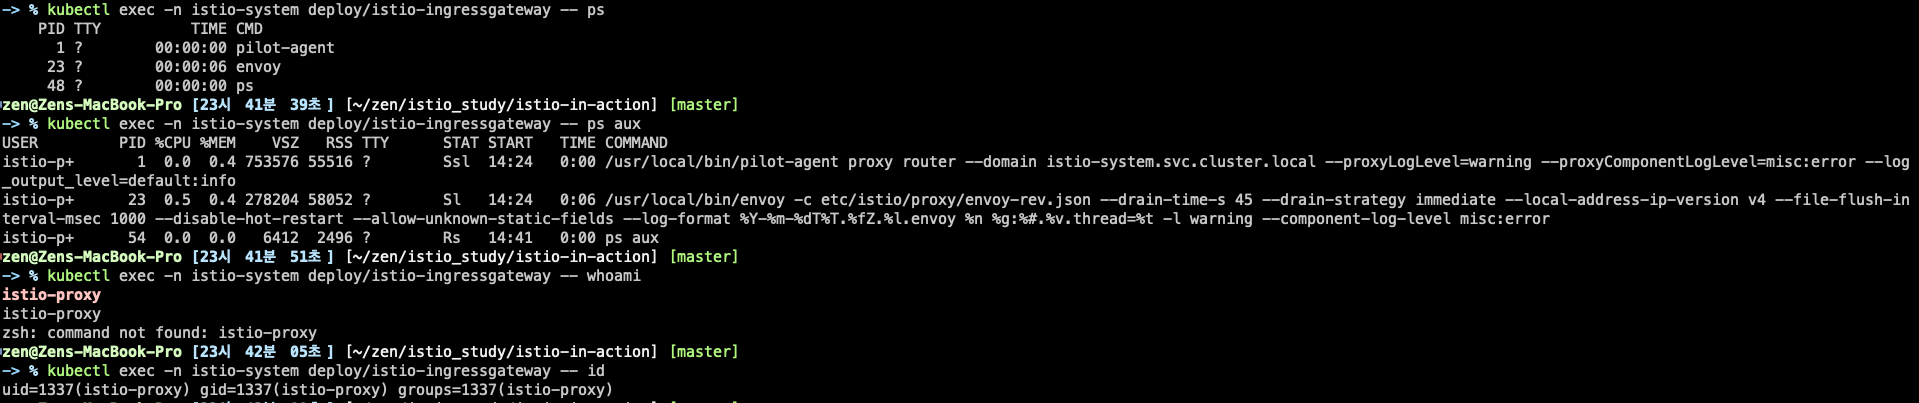 -> % kubectl exec -n istio-system deploy/istio-ingressgateway -- ps
    PID TTY          TIME CMD
      1 ?        00:00:00 pilot-agent
     23 ?        00:00:06 envoy
     48 ?        00:00:00 ps
zen@Zens-MacBook-Pro [23시 41분 39초] [~/zen/istio_study/istio-in-action] [master]
-> % kubectl exec -n istio-system deploy/istio-ingressgateway -- ps aux
USER         PID %CPU %MEM    VSZ   RSS TTY      STAT START   TIME COMMAND
istio-p+       1  0.0  0.4 753576 55516 ?        Ssl  14:24   0:00 /usr/local/bin/pilot-agent proxy router --domain istio-system.svc.cluster.local --proxyLogLevel=warning --proxyComponentLogLevel=misc:error --log
_output_level=default:info
istio-p+      23  0.5  0.4 278204 58052 ?        Sl   14:24   0:06 /usr/local/bin/envoy -c etc/istio/proxy/envoy-rev.json --drain-time-s 45 --drain-strategy immediate --local-address-ip-version v4 --file-flush-in
terval-msec 1000 --disable-hot-restart --allow-unknown-static-fields --log-format %Y-%m-%dT%T.%fZ.%l.envoy %n %g:%#.%v.thread=%t -l warning --component-log-level misc:error
istio-p+      54  0.0  0.0   6412  2496 ?        Rs   14:41   0:00 ps aux
zen@Zens-MacBook-Pro [23시 41분 51초] [~/zen/istio_study/istio-in-action] [master]
-> % kubectl exec -n istio-system deploy/istio-ingressgateway -- whoami
istio-proxy
istio-proxy
zsh: command not found: istio-proxy
zen@Zens-MacBook-Pro [23시 42분 05초] [~/zen/istio_study/istio-in-action] [master]
-> % kubectl exec -n istio-system deploy/istio-ingressgateway -- id
uid=1337(istio-proxy) gid=1337(istio-proxy) groups=1337(istio-proxy)